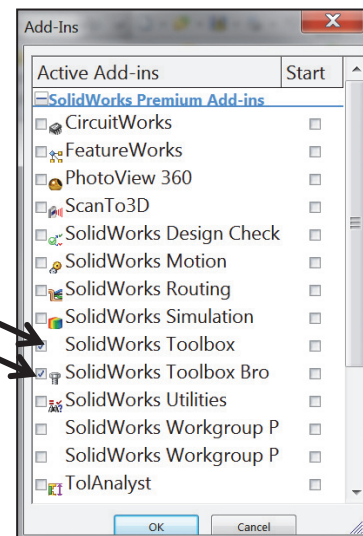 Add-Ins
Active Add-ins Start
SolidWorks Premium Add-ins
CircuitWorks
FeatureWorks
PhotoView 360
ScanTo3D
SolidWorks Design Check
SolidWorks Motion
SolidWorks Routing
SolidWorks Simulation
SolidWorks Toolbox
SolidWorks Toolbox Bro
SolidWorks Utilities
SolidWorks Workgroup P
SolidWorks Workgroup P
TolAnalyst
OK Cancel